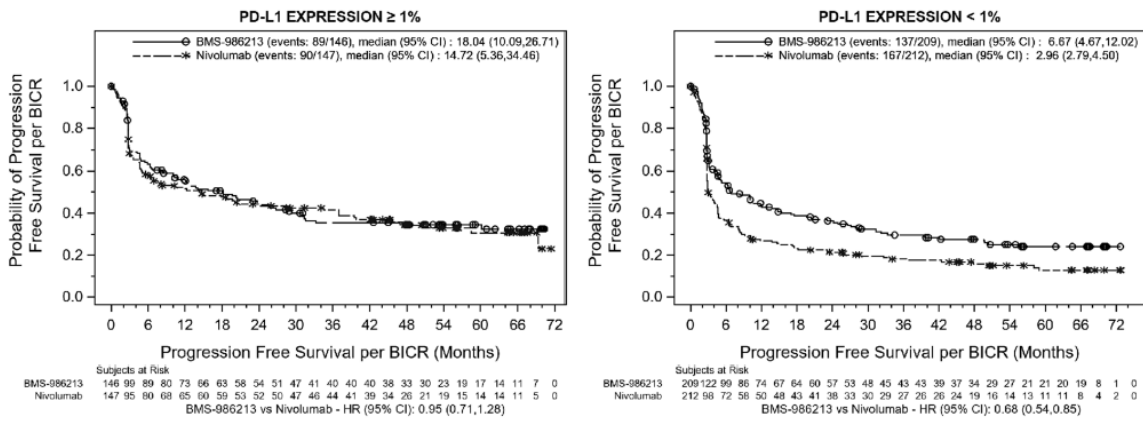 PD-L1 EXPRESSION ≥ 1%
BMS-986213 (events: 89/146), median (95% CI) : 18.04 (10.09,26.71)
Nivolumab (events: 90/147), median (95% CI) : 14.72 (5.36,34.46)
Probability of Progression
Free Survival per BICR
1.0
0.8
0.6
0.4
0.2
0.0
0 6 12 18 24 30 36 42 48 54 60 66 72
Progression Free Survival per BICR (Months)
Subjects at Risk
BMS-986213 146 99 89 80 73 66 63 58 54 51 47 41 40 40 40 38 33 30 23 19 17 14 11 7 0
Nivolumab 147 95 80 68 65 60 59 53 52 50 46 44 41 41 39 34 29 26 19 15 14 14 11 5 0
BMS-986213 vs Nivolumab - HR (95% CI): 0.95 (0.71,1.28)
PD-L1 EXPRESSION < 1%
BMS-986213 (events: 137/209), median (95% CI) : 6.67 (4.67,12.02)
Nivolumab (events: 167/212), median (95% CI) : 2.96 (2.79,4.50)
Probability of Progression
Free Survival per BICR
1.0
0.8
0.6
0.4
0.2
0.0
0 6 12 18 24 30 36 42 48 54 60 66 72
Progression Free Survival per BICR (Months)
Subjects at Risk
BMS-986213 209 122 99 86 74 67 64 60 57 53 48 45 43 43 39 37 34 29 27 21 21 20 19 8 1 0
Nivolumab 212 98 72 58 50 48 43 41 38 33 30 29 27 26 26 24 19 16 14 13 11 11 8 4 2 0
BMS-986213 vs Nivolumab - HR (95% CI): 0.68 (0.54,0.85)